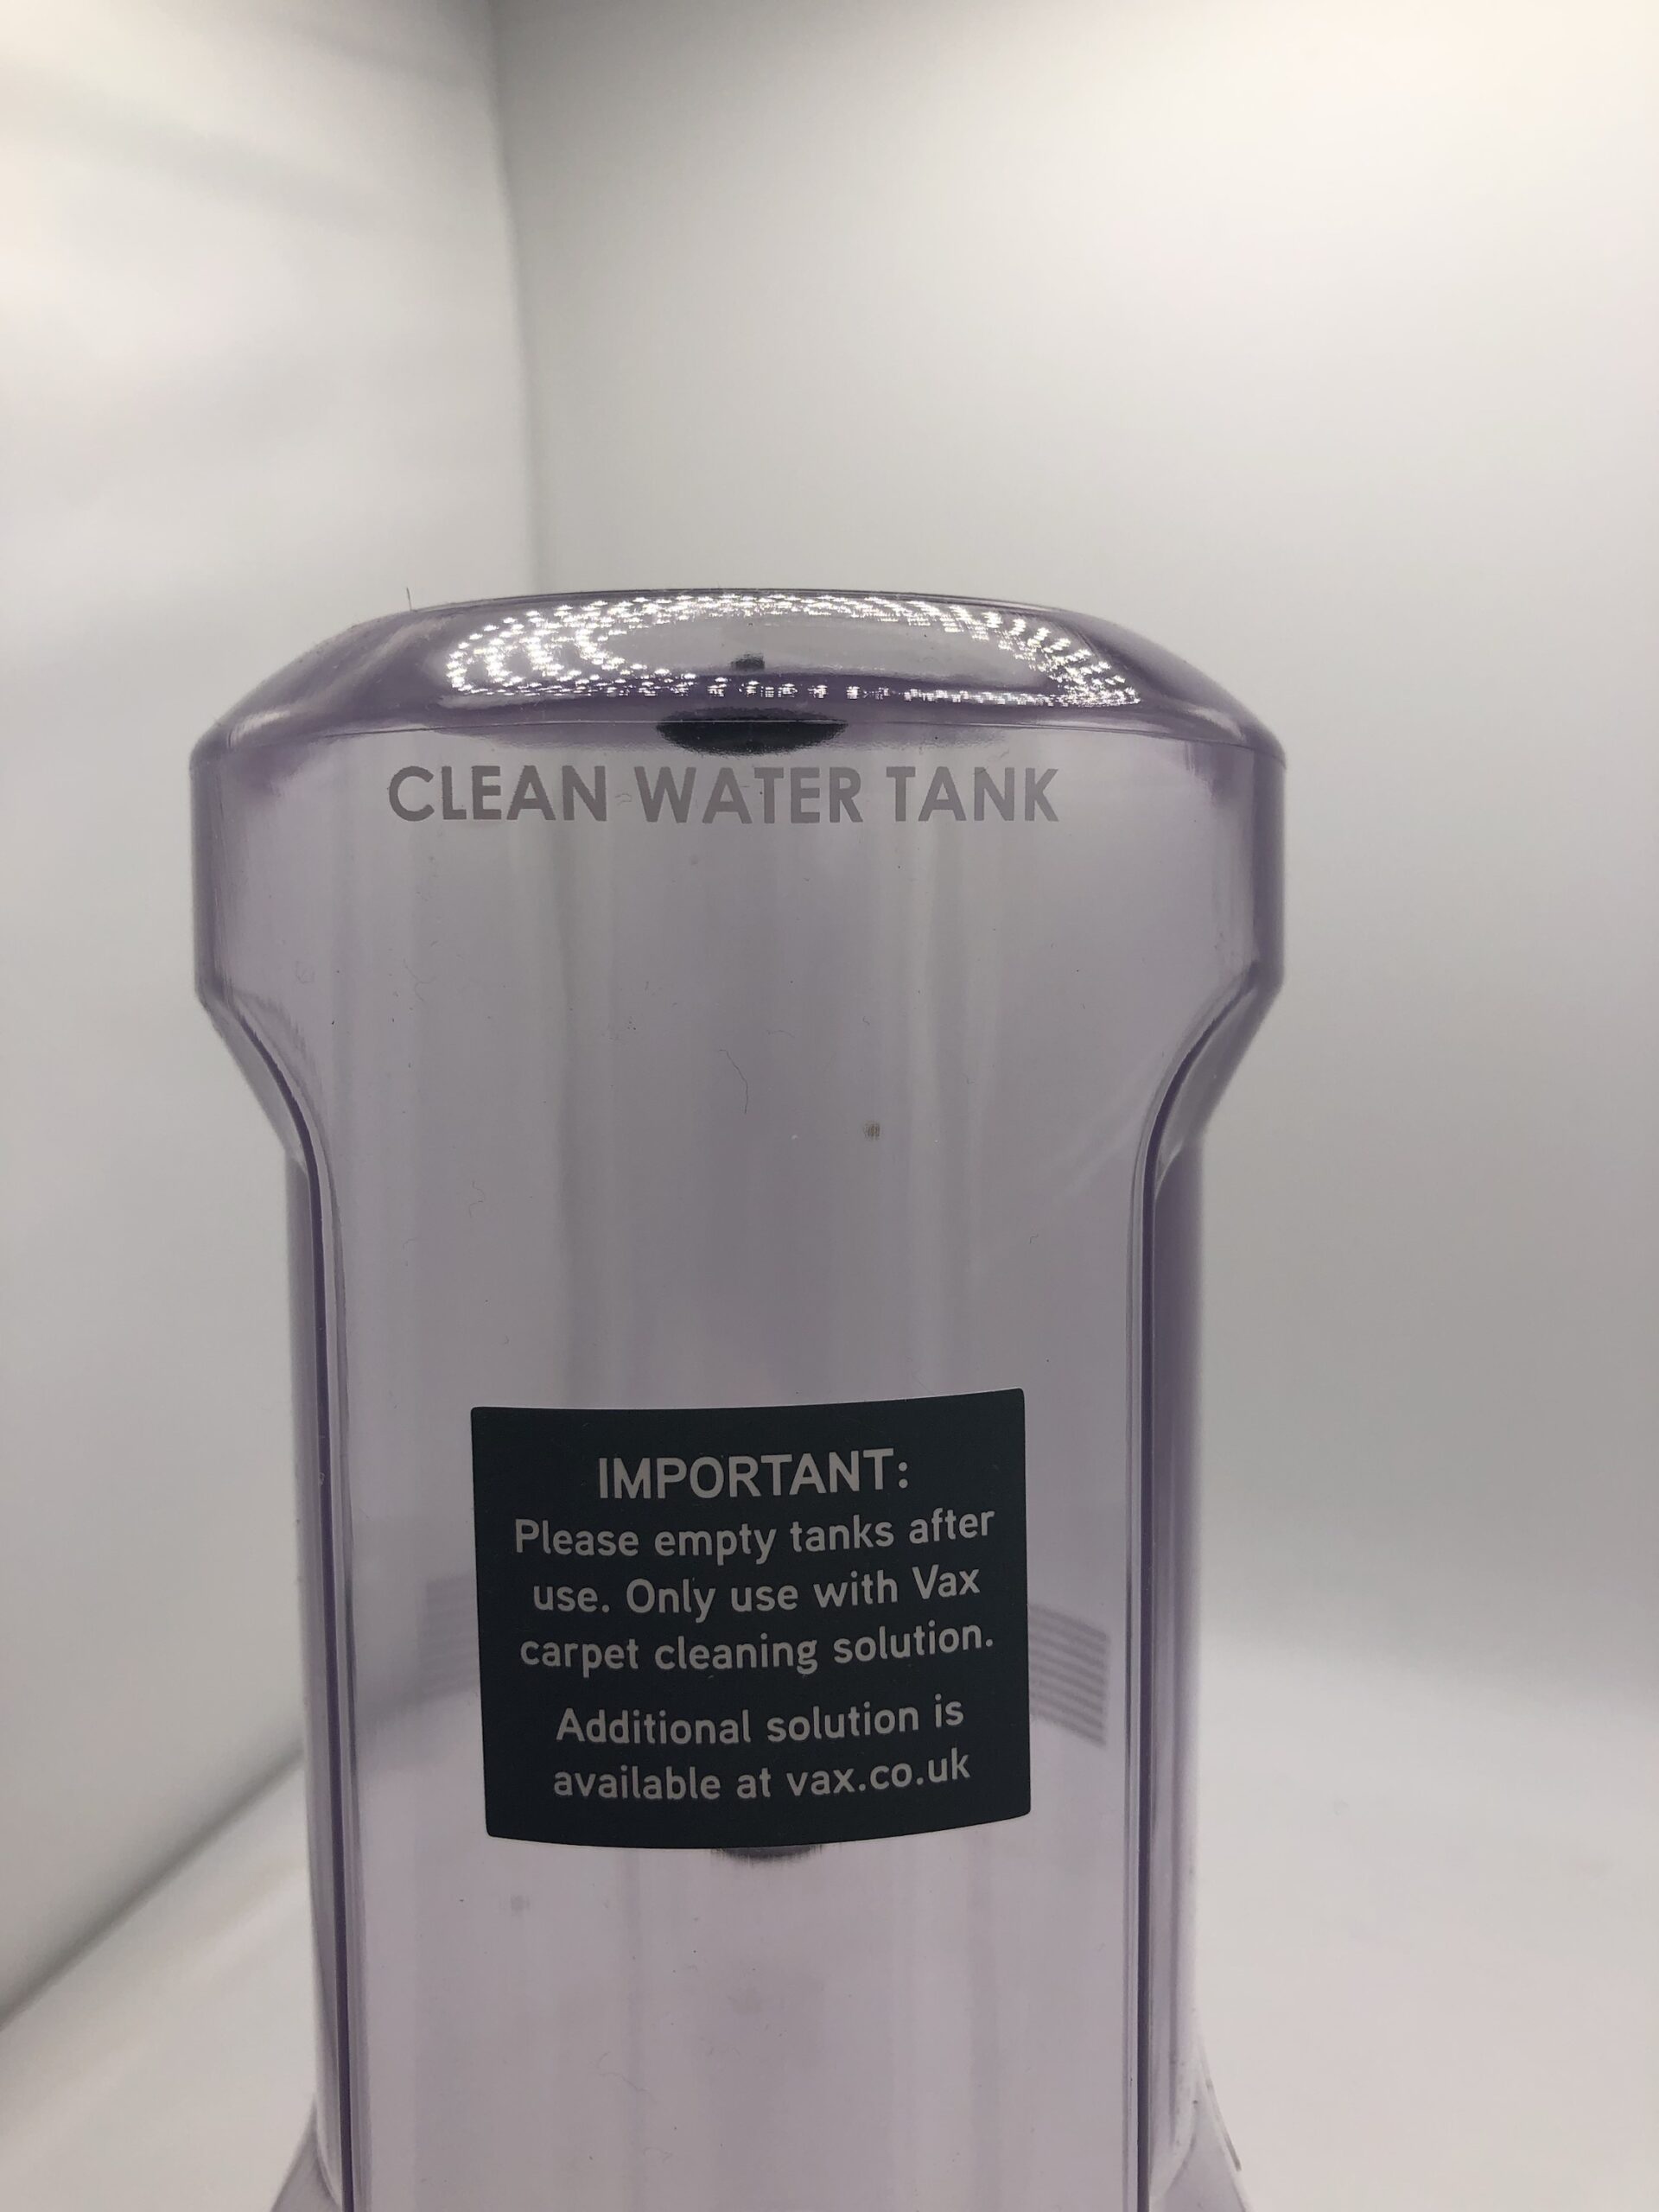 CLEAN WATER TANK
IMPORTANT:
Please empty tanks after
use. Only use with Vax
carpet cleaning solution.
Additional solution is
available at vax.co.uk